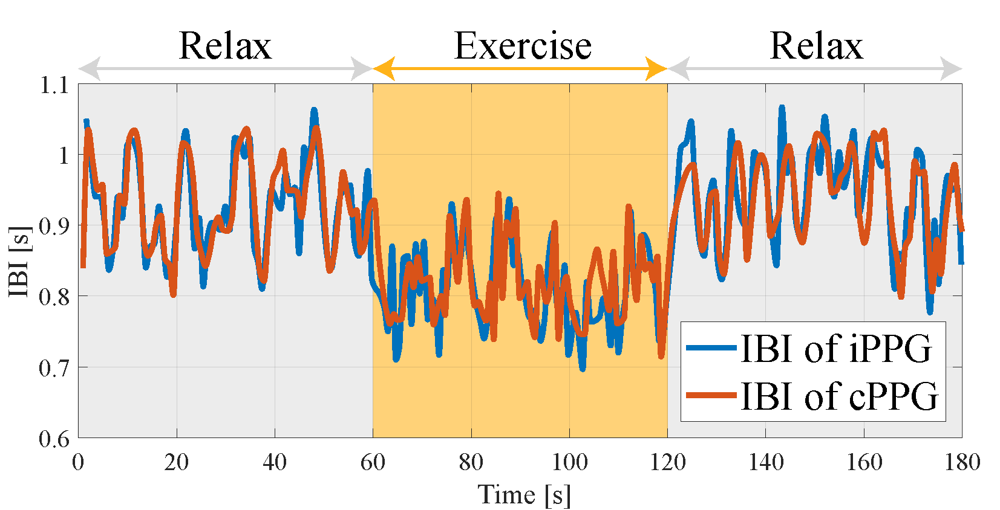 Relax Exercise Relax
1.1
1
0.9
0.8
0.7
0.6
IBI [s]
IBI of iPPG
IBI of cPPG
0 20 40 60 80 100 120 140 160 180
Time [s]